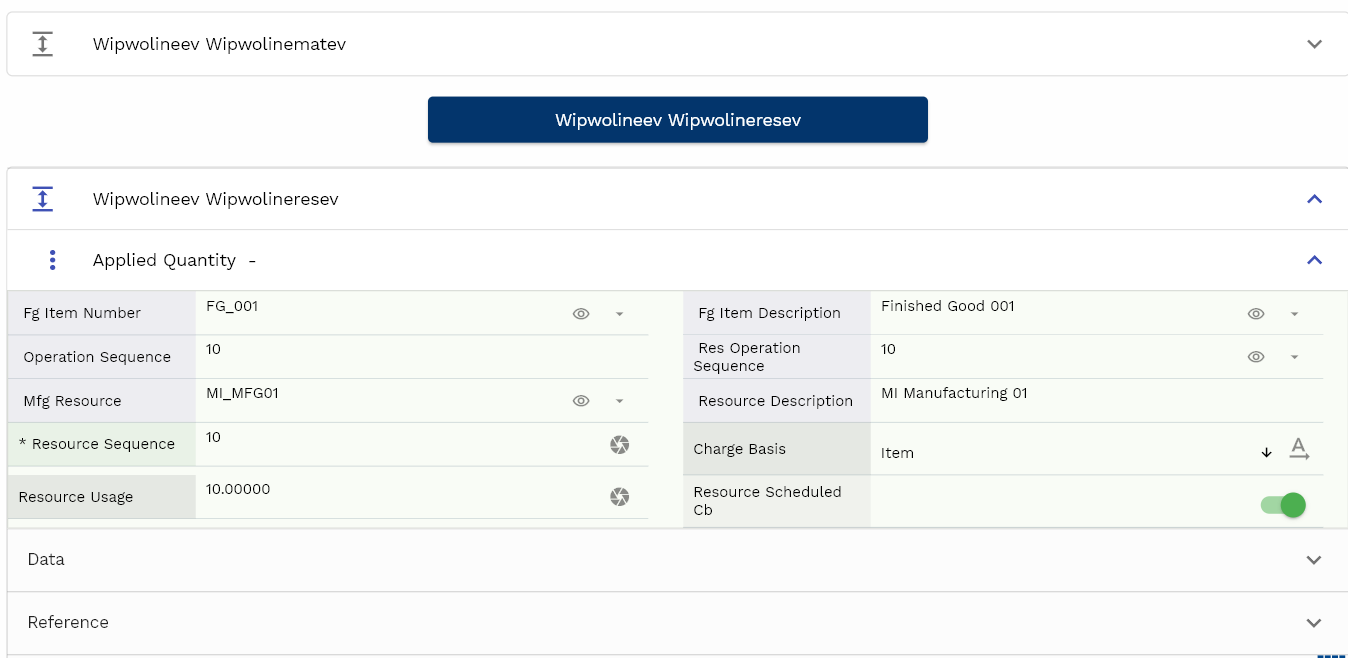 Wipwolineev Wipwolinematev
Wipwolineev Wipwolineresev
Wipwolineev Wipwolineresev
Applied Quantity -
Fg Item Number FG_001 Fg Item Description Finished Good 001
Operation Sequence 10 Res Operation
Sequence 10
Mfg Resource MI_MFG01 Resource Description MI Manufacturing 01
* Resource Sequence 10 Charge Basis Item
Resource Usage 10.00000 Resource Scheduled
Cb
Data
Reference